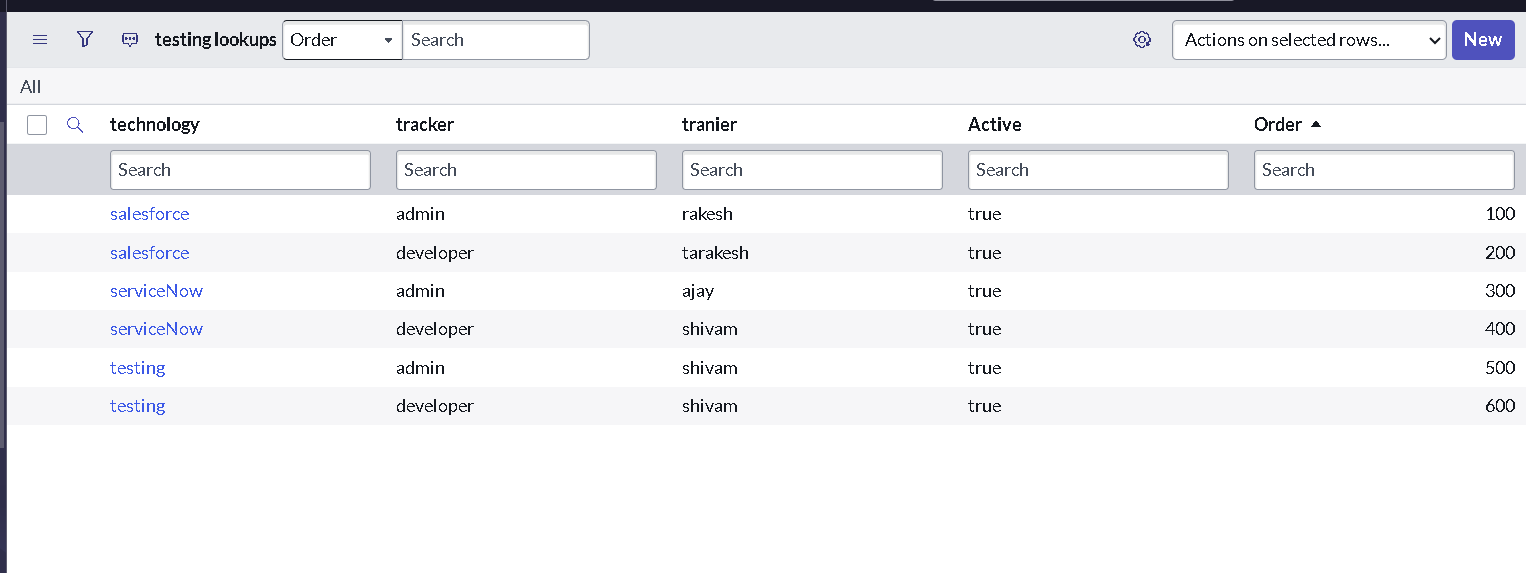 testing lookups Order Search Actions on selected rows... New
All
technology tracker tranier Active Order
Search Search Search Search Search
salesforce admin rakesh true 100
salesforce developer tarakesh true 200
serviceNow admin ajay true 300
serviceNow developer shivam true 400
testing admin shivam true 500
testing developer shivam true 600